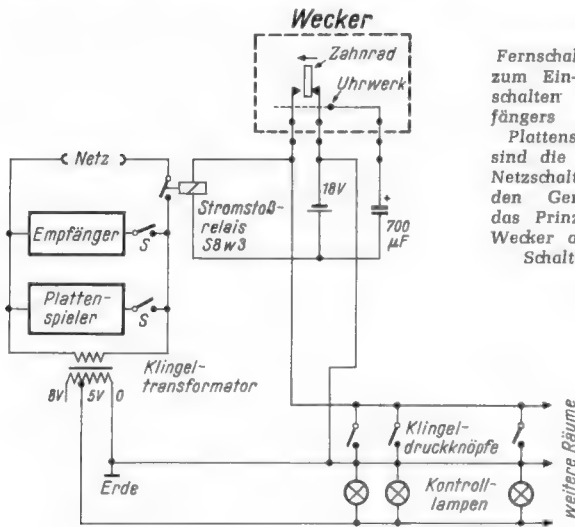 Wecker
Zahnrad
Uhrwerk
Netz
Empfänger
S
Platten-
spieler
S
Stromstoß-
relais
S8w3
18V
+
700
µF
Klingel-
transformator
8V 5V 0
Erde
Klingel-
druckknöpfe
Kontroll-
lampen
weitere Räume
Fernschal
zum Ein-
schalten
fängers
Plattens
sind die
Netzschalt
den Ger
das Prinz
Wecker a
Schalt